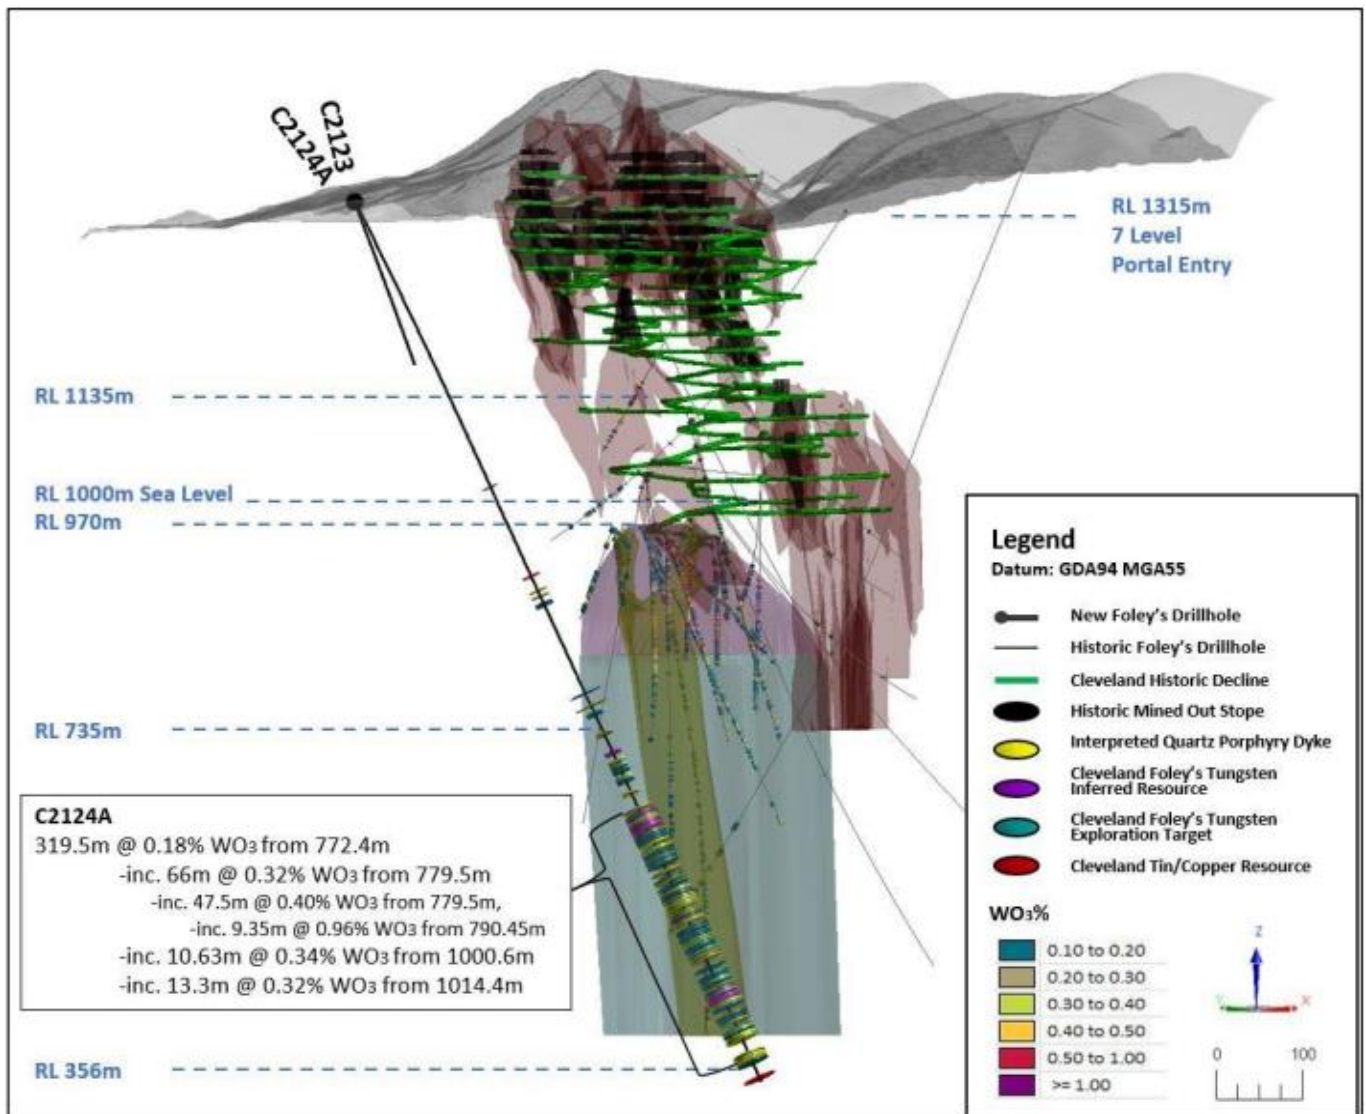 C2123
C2124A
RL 1315m
7 Level
Portal Entry
RL 1135m
RL 1000m Sea Level
RL 970m
RL 735m
C2124A
319.5m @ 0.18% WO₃ from 772.4m
-inc. 66m @ 0.32% WO₃ from 779.5m
-inc. 47.5m @ 0.40% WO₃ from 779.5m,
-inc. 9.35m @ 0.96% WO₃ from 790.45m
-inc. 10.63m @ 0.34% WO₃ from 1000.6m
-inc. 13.3m @ 0.32% WO₃ from 1014.4m
RL 356m
Legend
Datum: GDA94 MGA55
New Foley's Drillhole
Historic Foley's Drillhole
Cleveland Historic Decline
Historic Mined Out Stope
Interpreted Quartz Porphyry Dyke
Cleveland Foley's Tungsten
Inferred Resource
Cleveland Foley's Tungsten
Exploration Target
Cleveland Tin/Copper Resource
WO₃%
0.10 to 0.20
0.20 to 0.30
0.30 to 0.40
0.40 to 0.50
0.50 to 1.00
>= 1.00
Z
Y
X
0 100